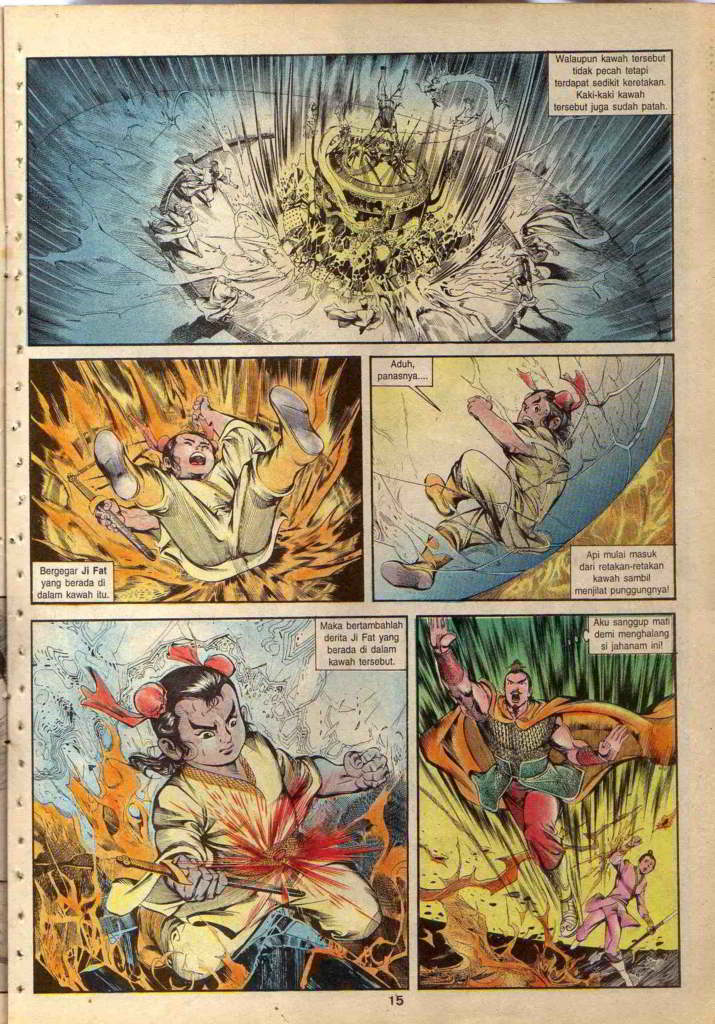 Walaupun kawah tersebut
tidak pecah tetapi
terdapat sedikit keretakan.
Kaki-kaki kawah
tersebut juga sudah patah.
Aduh,
panasnya....
Bergegar Ji Fat
yang berada di
dalam kawah itu.
Api mulai masuk
dari retakan-retakan
kawah sambil
menjilat punggungnya!
Maka bertambahlah
derita Ji Fat yang
berada di dalam
kawah tersebut.
Aku sanggup mati
demi menghalang
si jahanam ini!
15